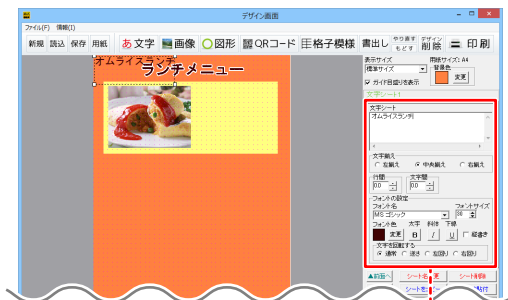 デザイン画面
ファイル(F) 情報(I)
新規 読込 保存 用紙 あ文字 画像 図形 QRコード 格子模様 書出し やり直す もどす デザイン削除 印刷
オムライスランチ
ランチメニュー
表示サイズ 用紙サイズ: A4
標準サイズ 背景色
変更
ガイド目盛りを表示
文字シート1
文字シート
オムライスランチ
文字揃え
左揃え 中央揃え 右揃え
行間 文字間
0.0 0.0
フォントの設定
フォント名 フォントサイズ
MS ゴシック 30
フォント色 太字 斜体 下線
変更 B I U 縦書き
文字を回転する
通常 逆さ 左回り 右回り
▲前面へ シート名 更 シート削除